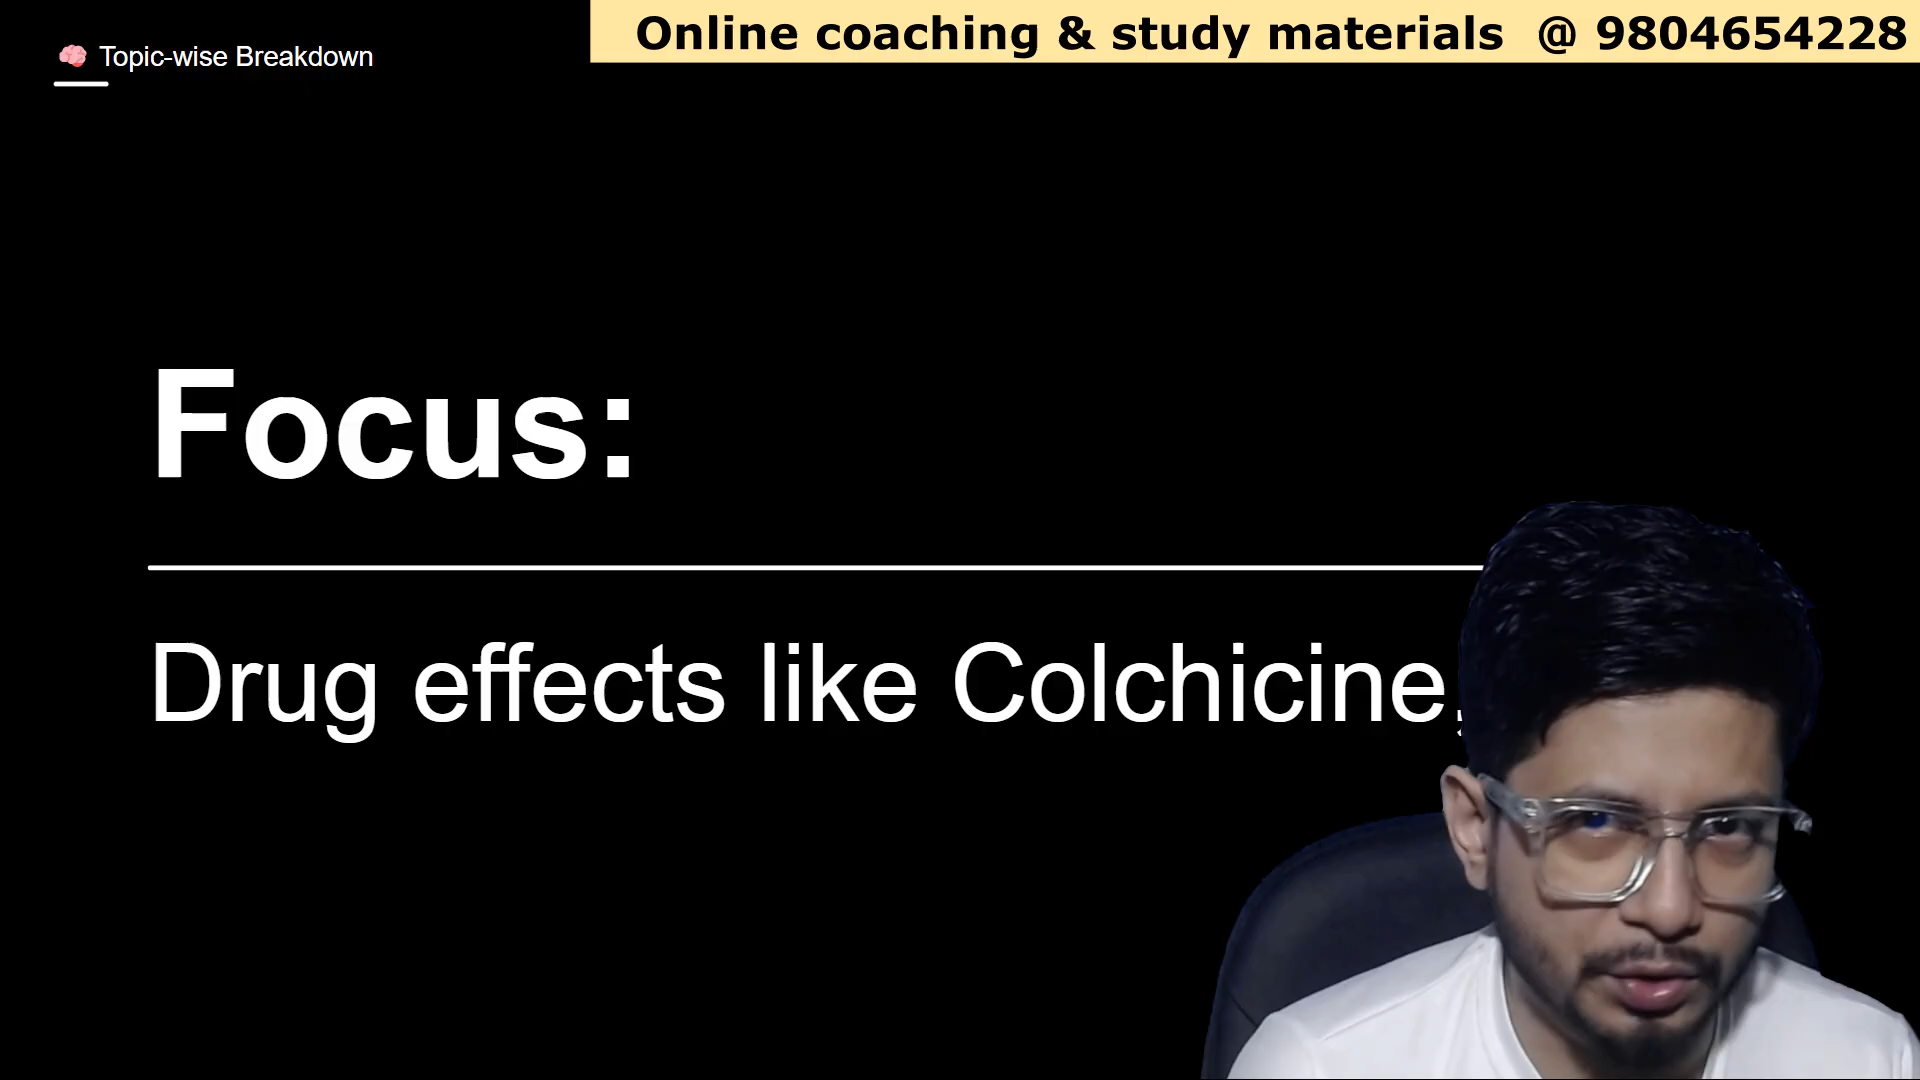 Online coaching & study materials @ 9804654228
🧠 Topic-wise Breakdown
Focus:
Drug effects like Colchicine,